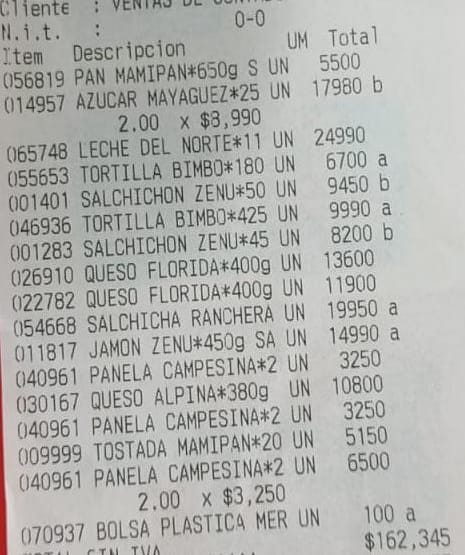 Cliente : VENTAS DE
N.i.t. : 0-0
Item Descripcion UM Total
056819 PAN MAMIPAN*650g S UN 5500
014957 AZUCAR MAYAGUEZ*25 UN 17980 b
2.00 x $8,990
065748 LECHE DEL NORTE*11 UN 24990
055653 TORTILLA BIMBO*180 UN 6700 a
001401 SALCHICHON ZENU*50 UN 9450 b
046936 TORTILLA BIMBO*425 UN 9990 a
001283 SALCHICHON ZENU*45 UN 8200 b
026910 QUESO FLORIDA*400g UN 13600
022782 QUESO FLORIDA*400g UN 11900
054668 SALCHICHA RANCHERA UN 19950 a
011817 JAMON ZENU*450g SA UN 14990 a
040961 PANELA CAMPESINA*2 UN 3250
030167 QUESO ALPINA*380g UN 10800
040961 PANELA CAMPESINA*2 UN 3250
009999 TOSTADA MAMIPAN*20 UN 5150
040961 PANELA CAMPESINA*2 UN 6500
2.00 x $3,250
070937 BOLSA PLASTICA MER UN 100 a
TOTAL SIN IVA $162,345